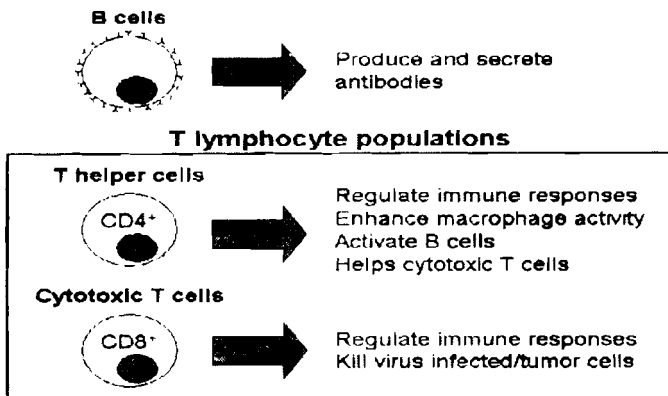 B cells
Produce and secrete
antibodies
T lymphocyte populations
T helper cells
CD4⁺
Regulate immune responses
Enhance macrophage activity
Activate B cells
Helps cytotoxic T cells
Cytotoxic T cells
CD8⁺
Regulate immune responses
Kill virus infected/tumor cells